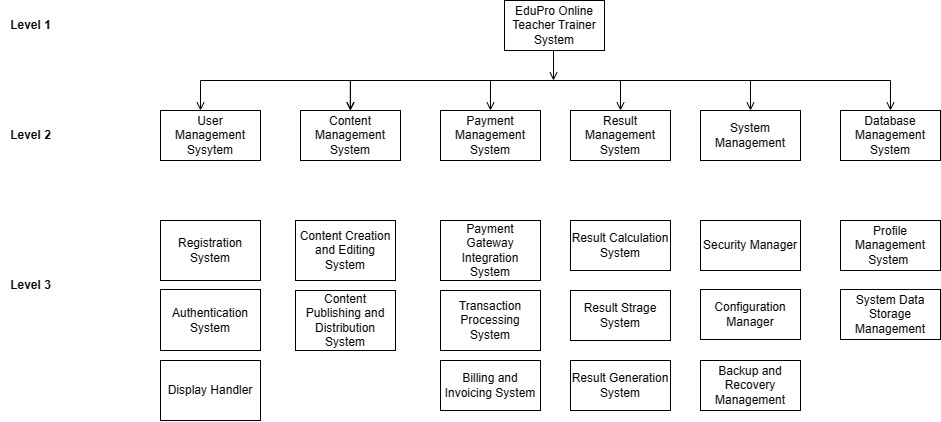 Level 1
EduPro Online
Teacher Trainer
System
Level 2
User
Management
Sysytem
Content
Management
System
Payment
Management
System
Result
Management
System
System
Management
Database
Management
System
Level 3
Registration
System
Content Creation
and Editing
System
Payment
Gateway
Integration
System
Result Calculation
System
Security Manager
Profile
Management
System
Authentication
System
Content
Publishing and
Distribution
System
Transaction
Processing
System
Result Strage
System
Configuration
Manager
System Data
Storage
Management
Display Handler
Billing and
Invoicing System
Result Generation
System
Backup and
Recovery
Management